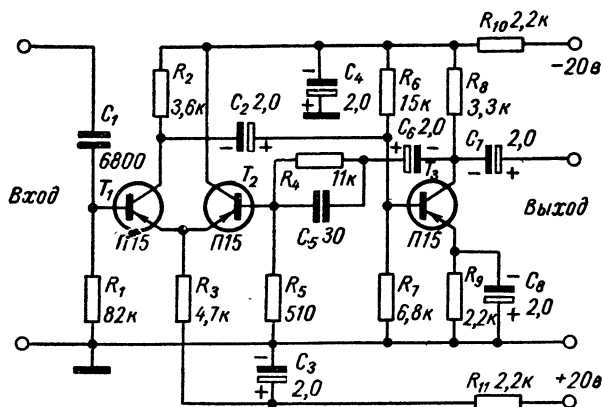 R10 2,2к
−20в
R2
3,6к
C4
2,0
R6
15к
R8
3,3к
C1
6800
C2 2,0
C6 2,0
C7
2,0
R4
11к
T1
T2
T3
Вход
П15
П15
C5 30
П15
Выход
R1
82к
R3
4,7к
R5
510
R7
6,8к
R9
2,2к
C8
2,0
C3
2,0
R11 2,2к
+20в